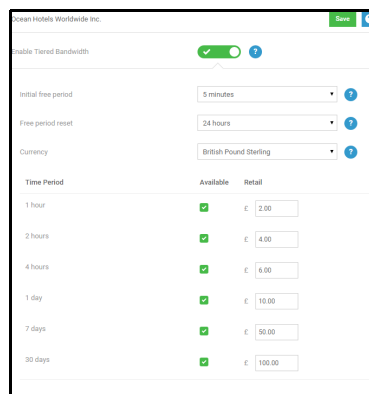 Ocean Hotels Worldwide Inc. Save
Enable Tiered Bandwidth ?
Initial free period 5 minutes ?
Free period reset 24 hours ?
Currency British Pound Sterling ?
Time Period Available Retail
1 hour £ 2.00
2 hours £ 4.00
4 hours £ 6.00
1 day £ 10.00
7 days £ 50.00
30 days £ 100.00